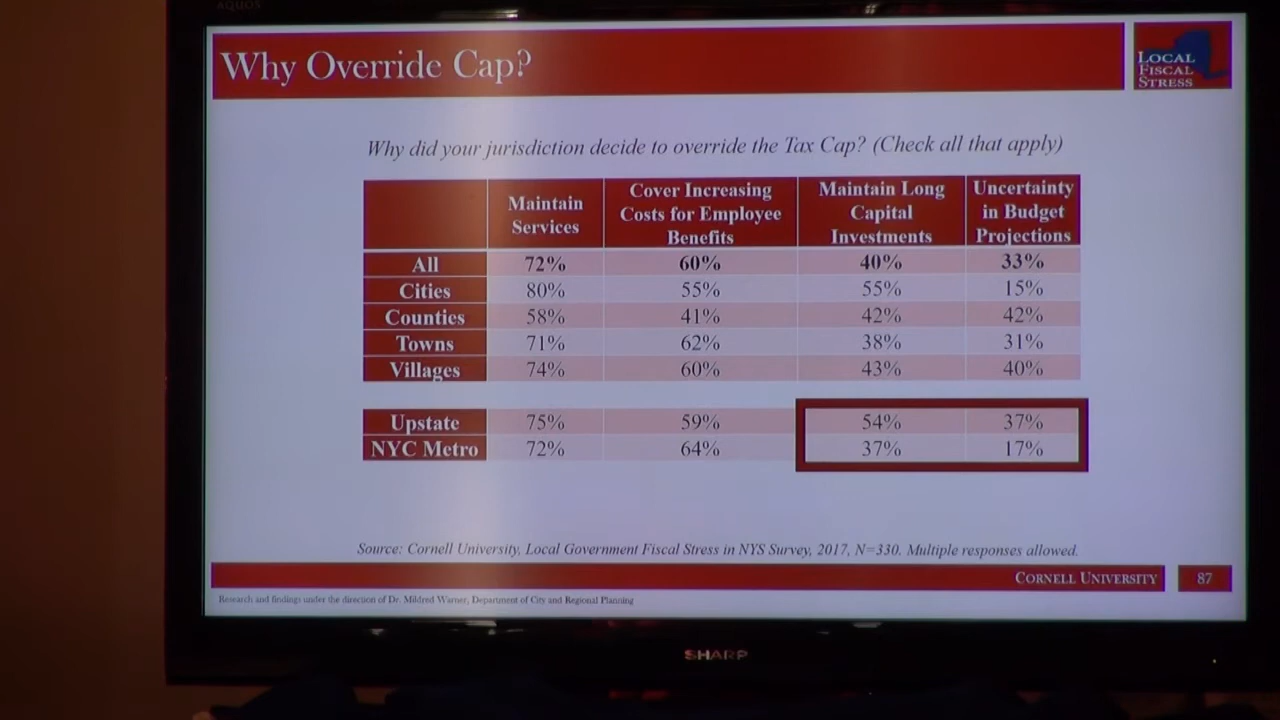 AQUOS
Why Override Cap?
LOCAL
FISCAL
STRESS
Why did your jurisdiction decide to override the Tax Cap? (Check all that apply)
Maintain Services Cover Increasing Costs for Employee Benefits Maintain Long Capital Investments Uncertainty in Budget Projections
All 72% 60% 40% 33%
Cities 80% 55% 55% 15%
Counties 58% 41% 42% 42%
Towns 71% 62% 38% 31%
Villages 74% 60% 43% 40%
Upstate 75% 59% 54% 37%
NYC Metro 72% 64% 37% 17%
Source: Cornell University, Local Government Fiscal Stress in NYS Survey, 2017, N=330. Multiple responses allowed.
CORNELL UNIVERSITY 87
Research and findings under the direction of Dr. Mildred Warner, Department of City and Regional Planning
SHARP